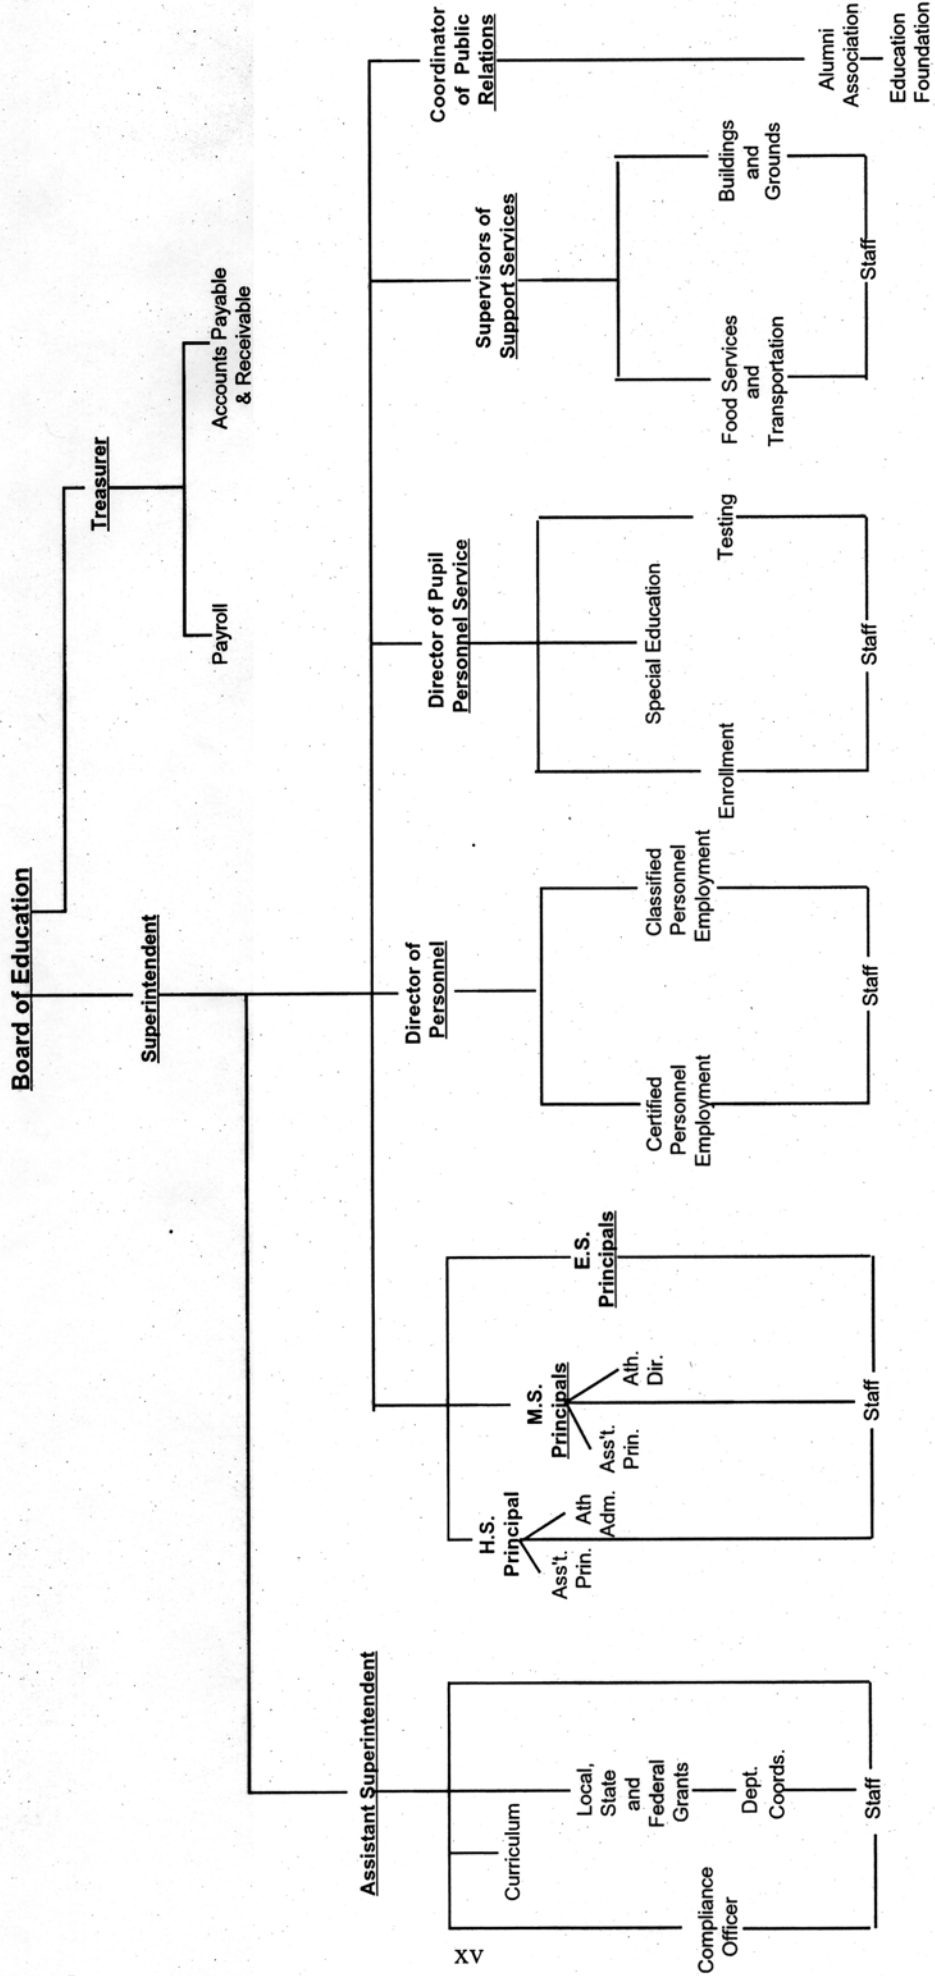 Board of Education
Treasurer
Payroll
Accounts Payable
& Receivable
Superintendent
Assistant Superintendent
Curriculum
Compliance
Officer
Local,
State
and
Federal
Grants
Dept.
Coords.
Staff
H.S.
Principal
Ass't.
Prin.
Ath
Adm.
M.S.
Principals
Ass't.
Prin.
Ath.
Dir.
E.S.
Principals
Staff
Director of
Personnel
Certified
Personnel
Employment
Classified
Personnel
Employment
Staff
Director of Pupil
Personnel Service
Enrollment
Special Education
Testing
Staff
Supervisors of
Support Services
Food Services
and
Transportation
Buildings
and
Grounds
Staff
Coordinator
of Public
Relations
Alumni
Association
Education
Foundation
xv